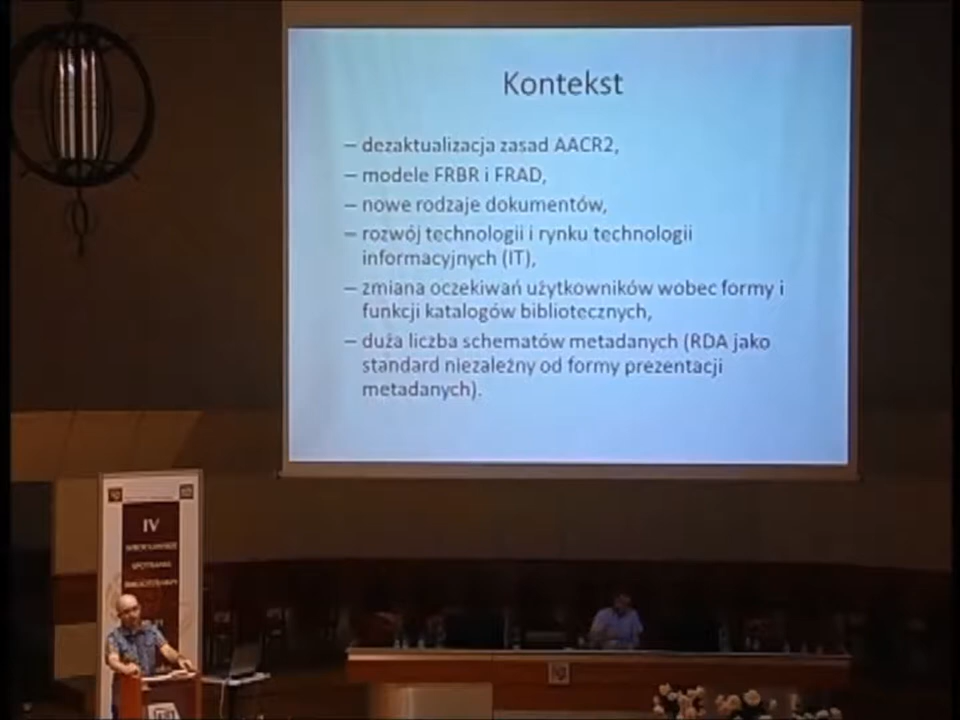 Kontekst
– dezaktualizacja zasad AACR2,
– modele FRBR i FRAD,
– nowe rodzaje dokumentów,
– rozwój technologii i rynku technologii
informacyjnych (IT),
– zmiana oczekiwań użytkowników wobec formy i
funkcji katalogów bibliotecznych,
– duża liczba schematów metadanych (RDA jako
standard niezależny od formy prezentacji
metadanych).
IV
SPOTKANIA